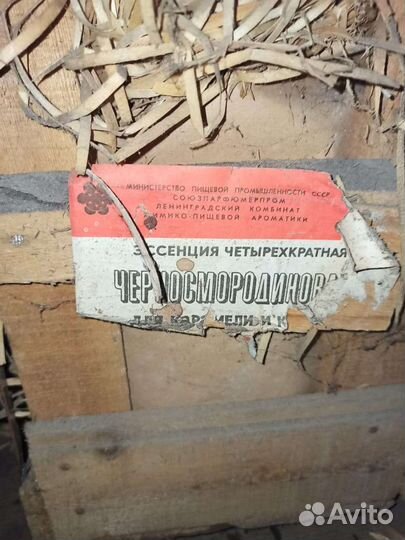 МИНИСТЕРСТВО ПИЩЕВОЙ ПРОМЫШЛЕННОСТИ СССР
СОЮЗПАРФЮМЕРПРОМ
ЛЕНИНГРАДСКИЙ КОМБИНАТ
ХИМИКО-ПИЩЕВОЙ АРОМАТИКИ
ЭССЕНЦИЯ ЧЕТЫРЕХКРАТНАЯ
ЧЕРНОСМОРОДИНОВАЯ
ДЛЯ КАРАМЕЛИ И
Avito